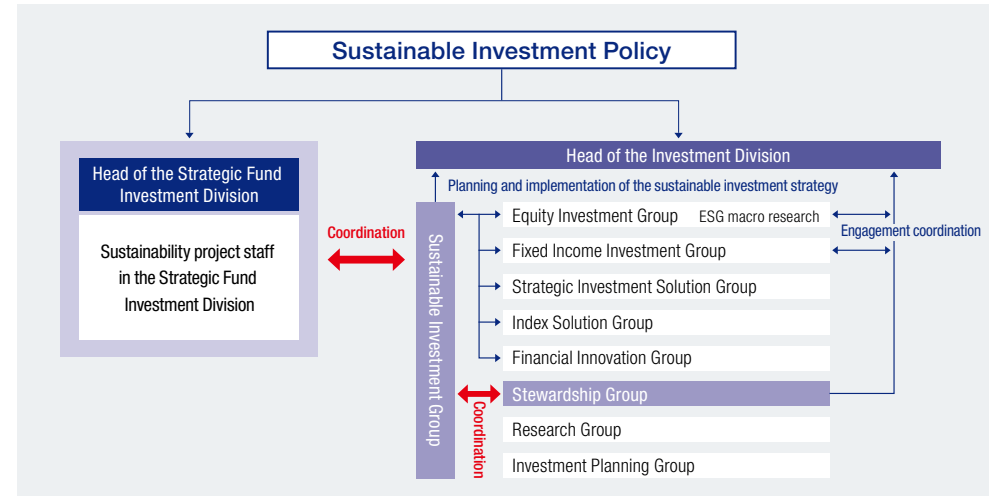 Sustainable Investment Policy
Head of the Strategic Fund
Investment Division
Sustainability project staff
in the Strategic Fund
Investment Division
Coordination
Head of the Investment Division
Planning and implementation of the sustainable investment strategy
Sustainable Investment Group
Equity Investment Group ESG macro research
Engagement coordination
Fixed Income Investment Group
Strategic Investment Solution Group
Index Solution Group
Financial Innovation Group
Coordination
Stewardship Group
Research Group
Investment Planning Group